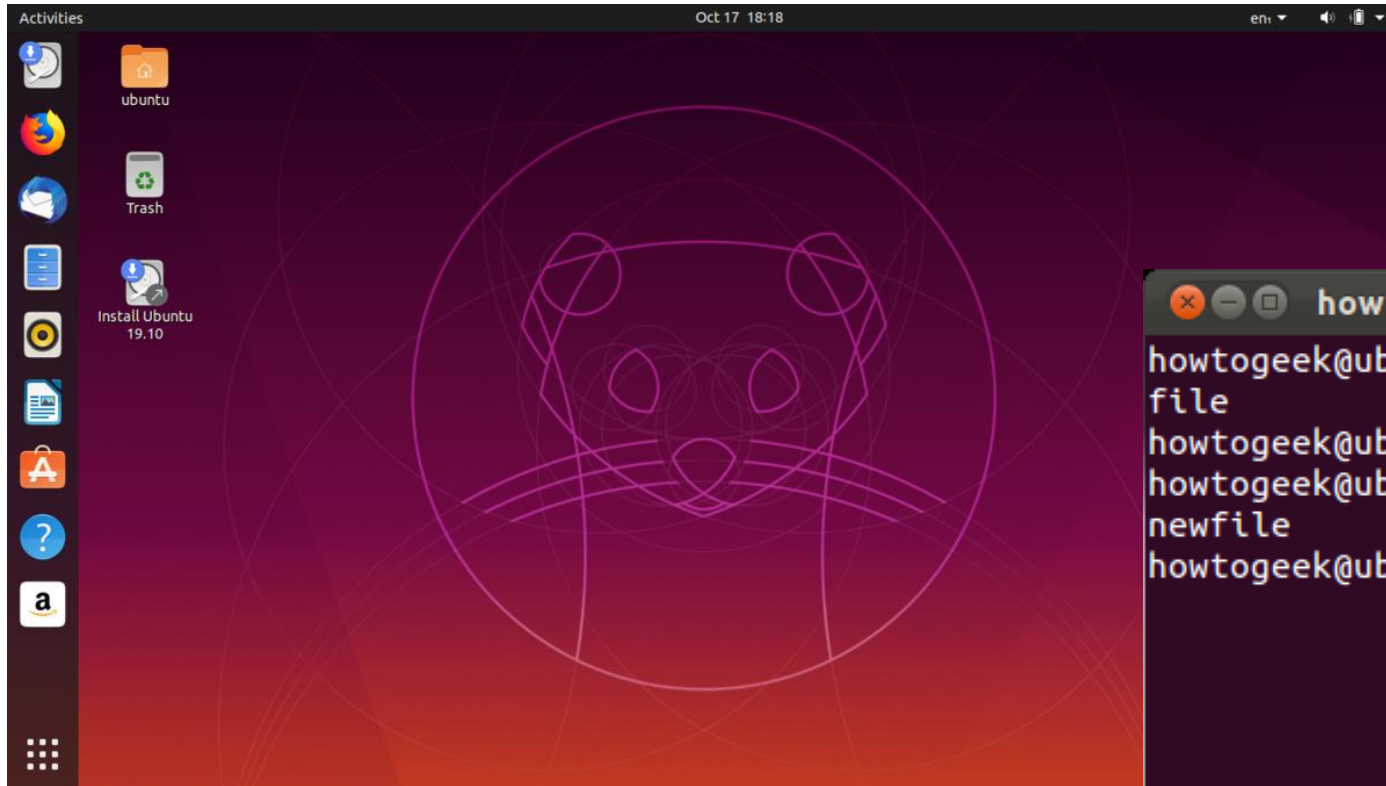 Activities
Oct 17 18:18
en₁
ubuntu
Trash
Install Ubuntu
19.10
a
how
howtogeek@ub
file
howtogeek@ub
howtogeek@ub
newfile
howtogeek@ub